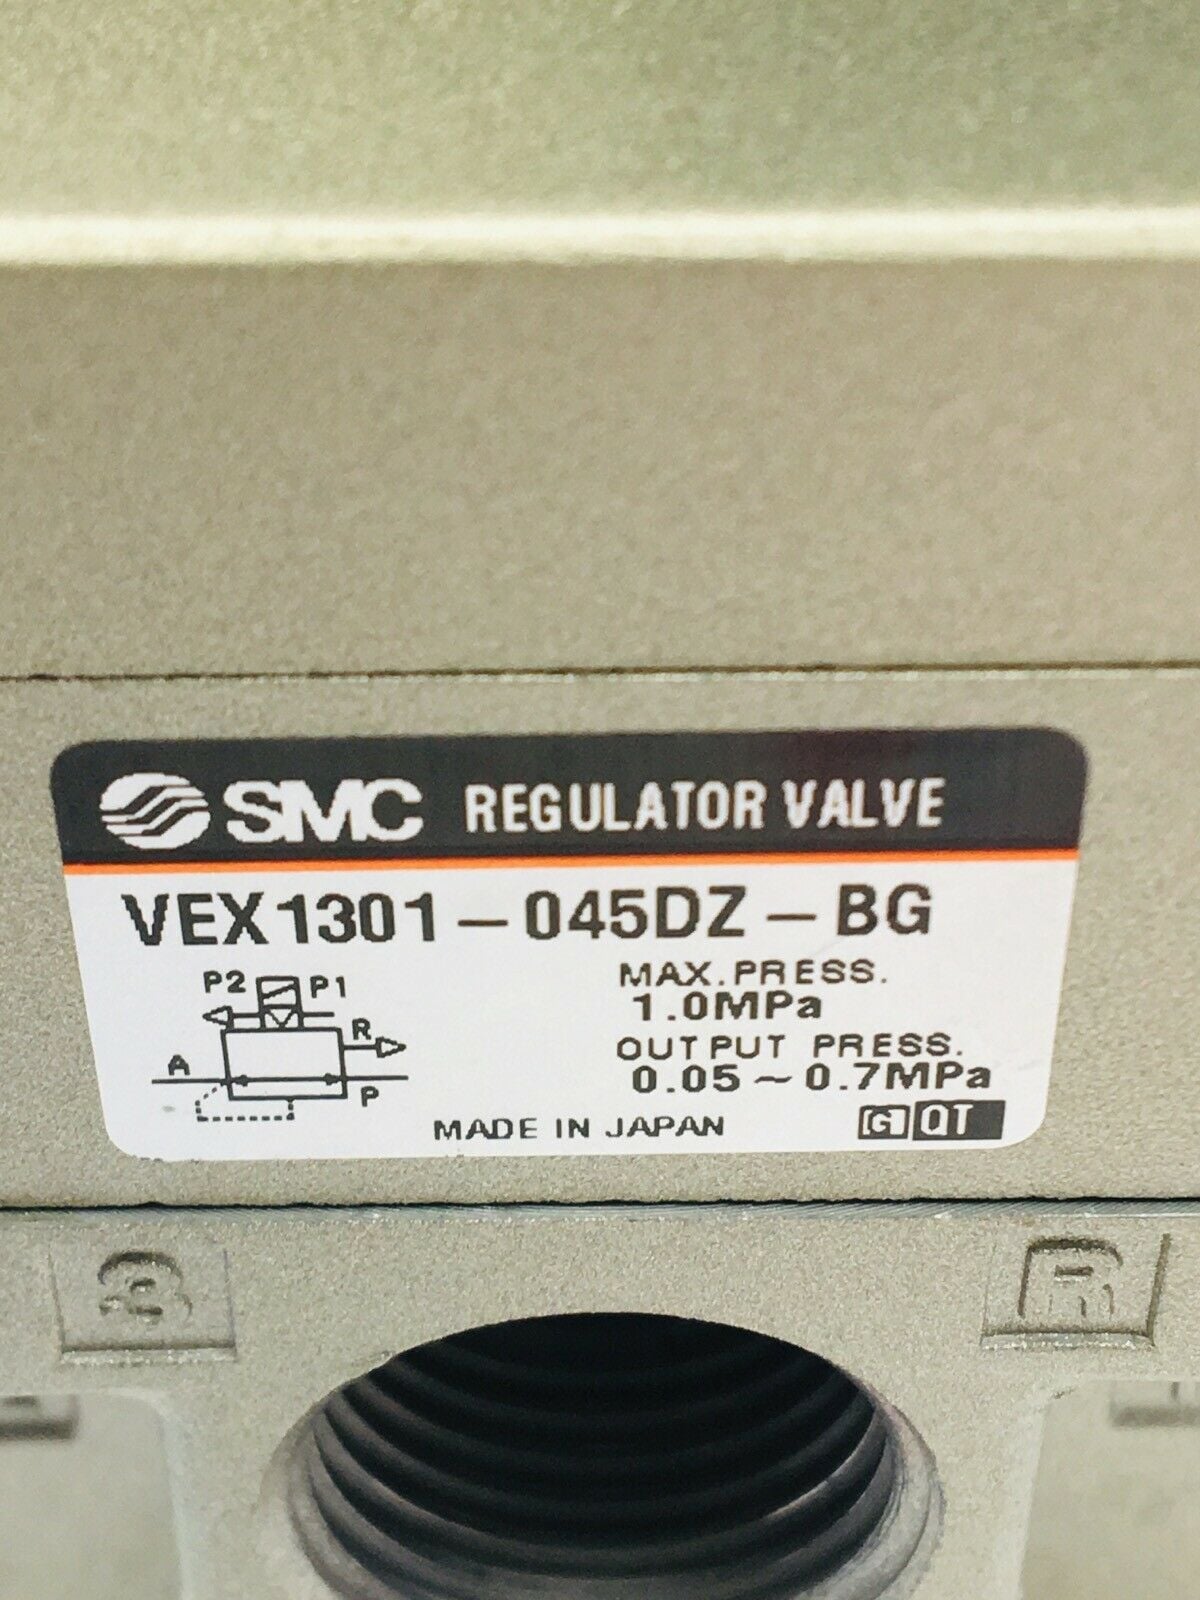 SMC REGULATOR VALVE
VEX1301-045DZ-BG
P2 P1
MAX.PRESS.
1.0MPa
R
OUTPUT PRESS.
A
0.05~0.7MPa
P
MADE IN JAPAN
G QT
3 R